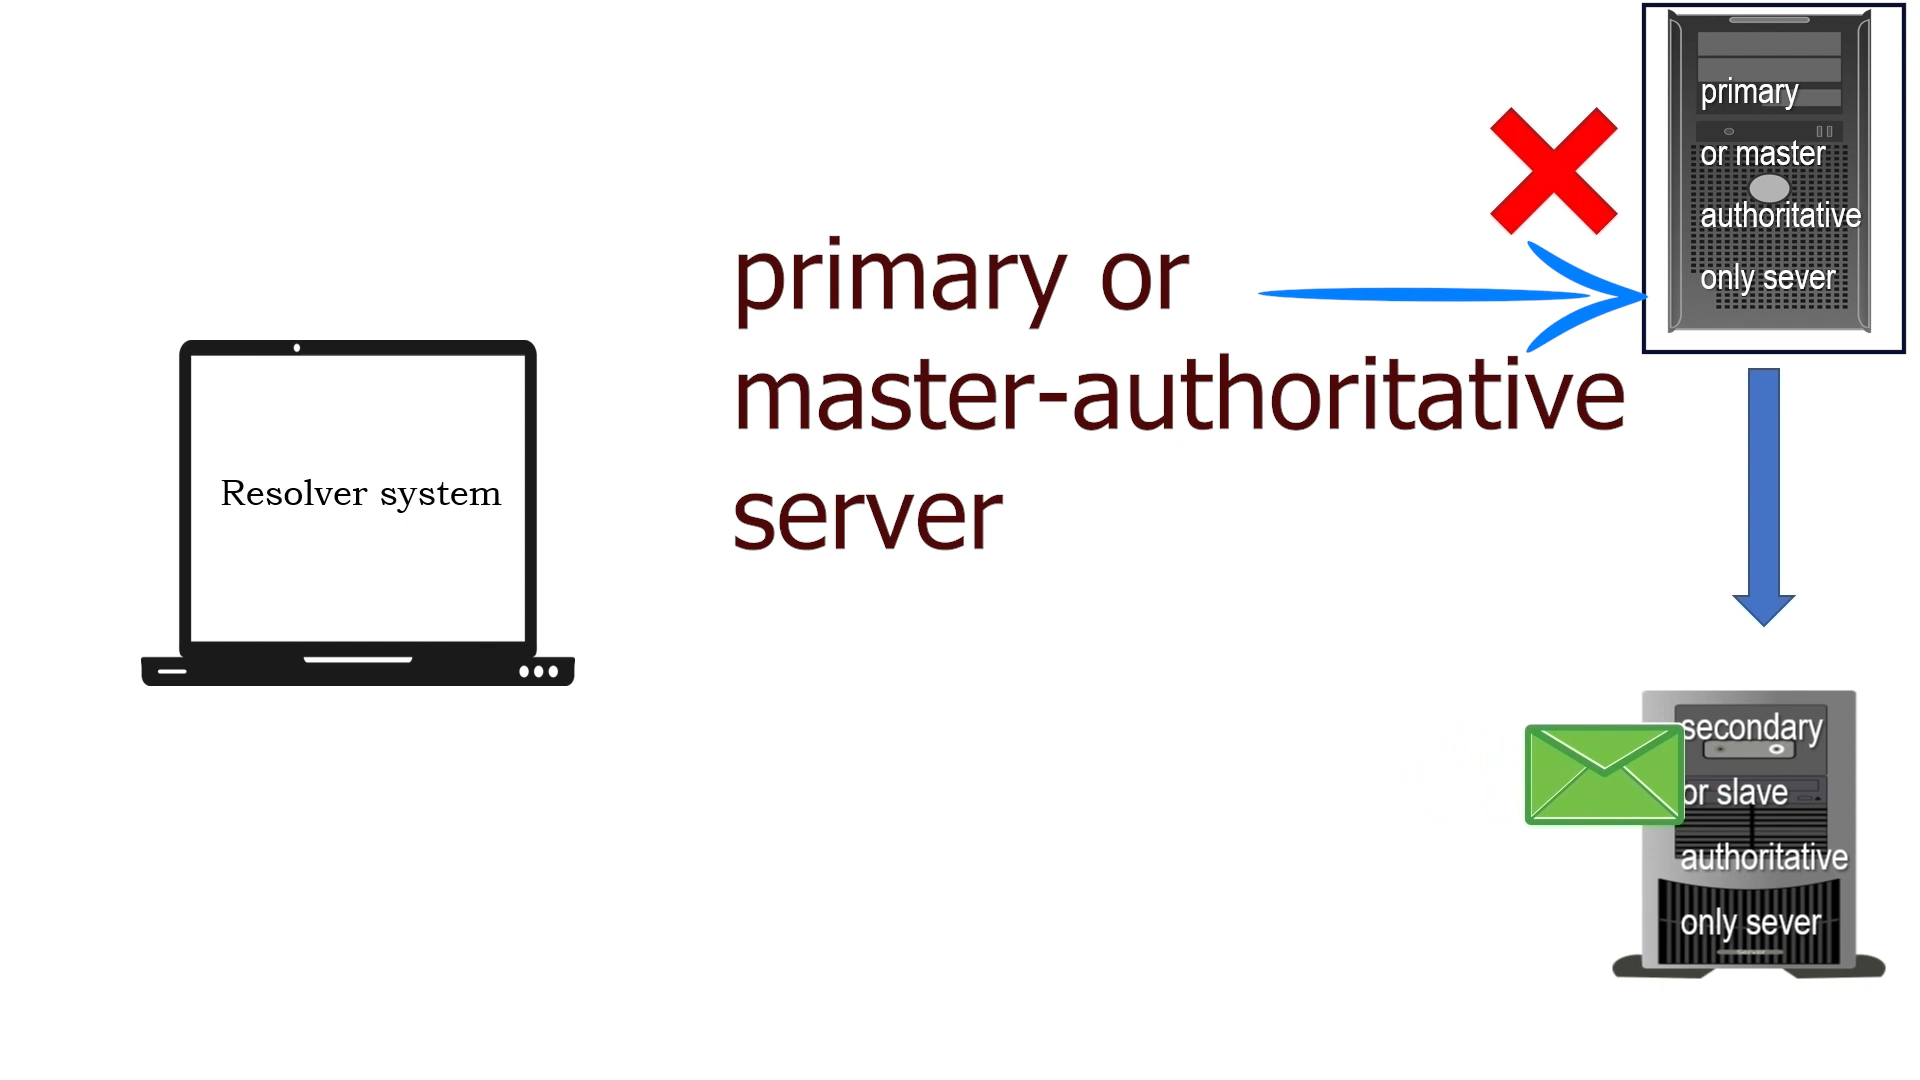 primary
or master
authoritative
only sever
primary or
master-authoritative
server
Resolver system
secondary
or slave
authoritative
only sever